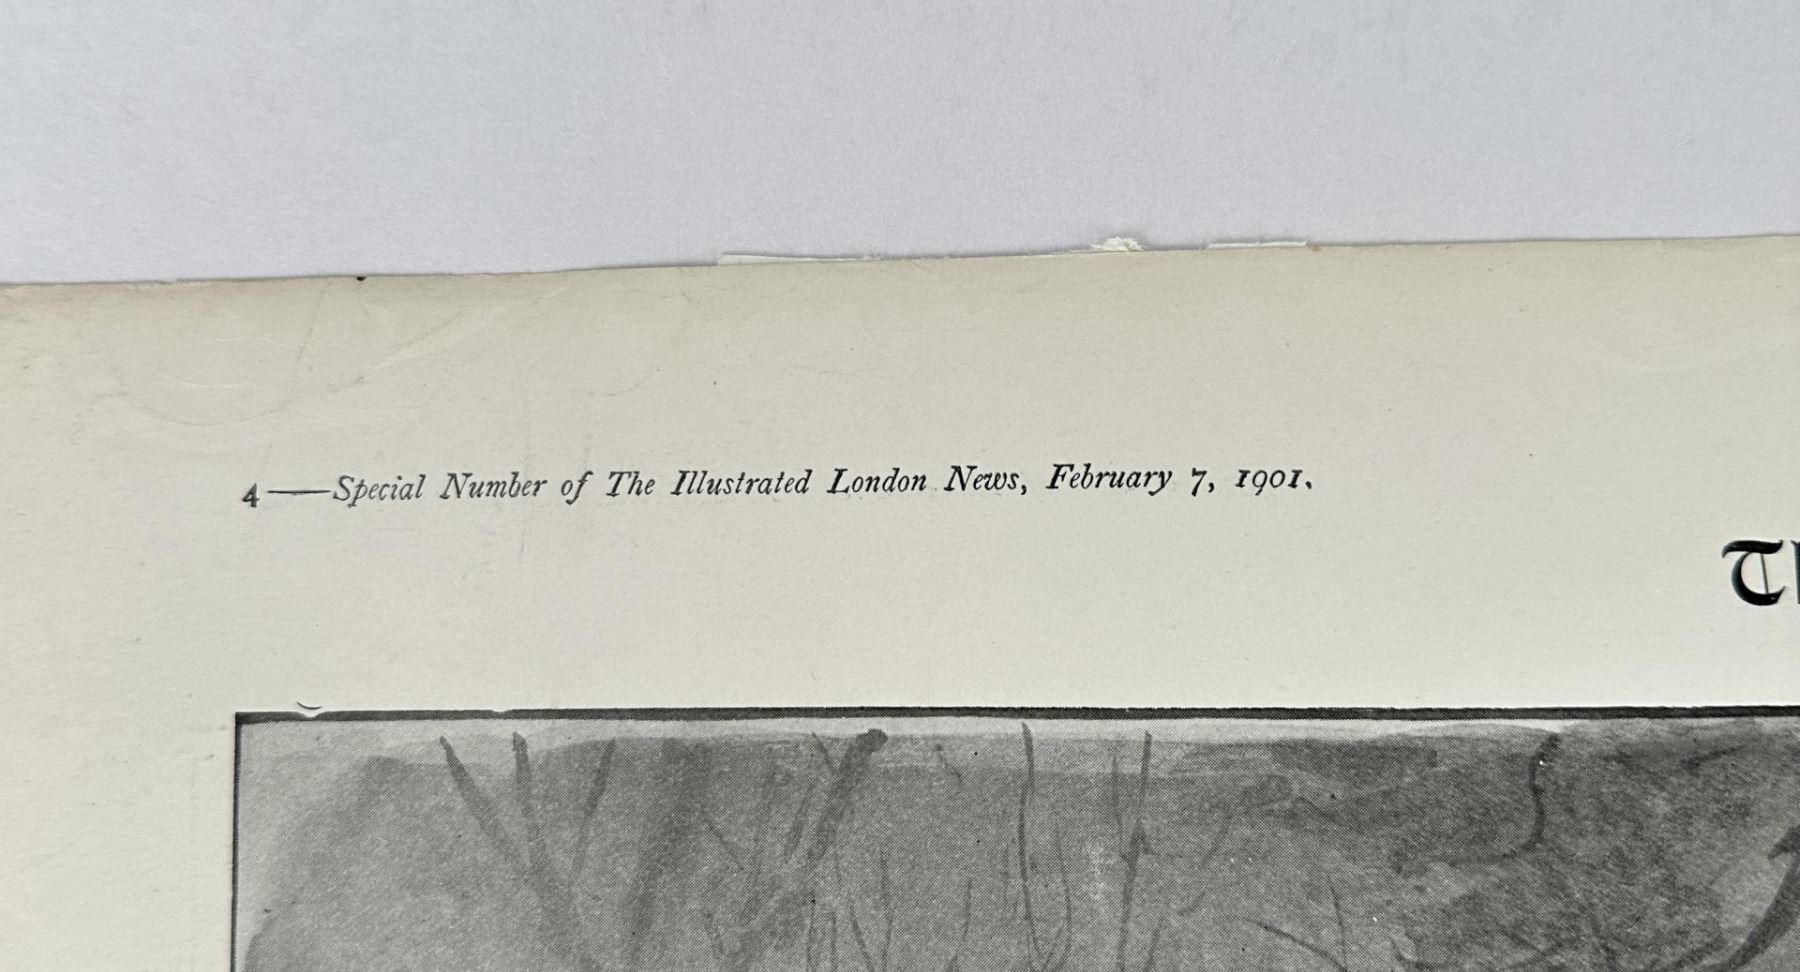 4—Special Number of The Illustrated London News, February 7, 1901.